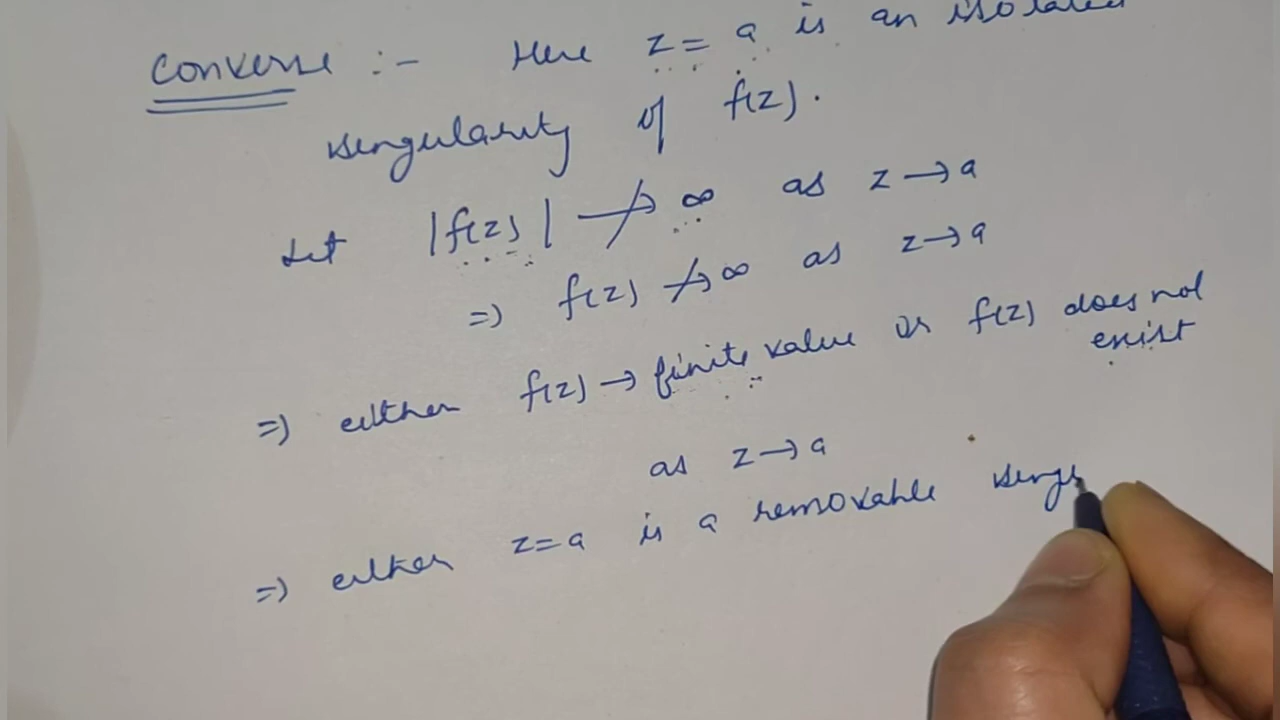 Converse :- Here z = a is an isolated
singularity of f(z).
Let |f(z)| ↛ ∞ as z → a
=> f(z) ↛ ∞ as z → a
=> either f(z) → finite value or f(z) does not
exist
as z → a
=> either z = a is a removable singu